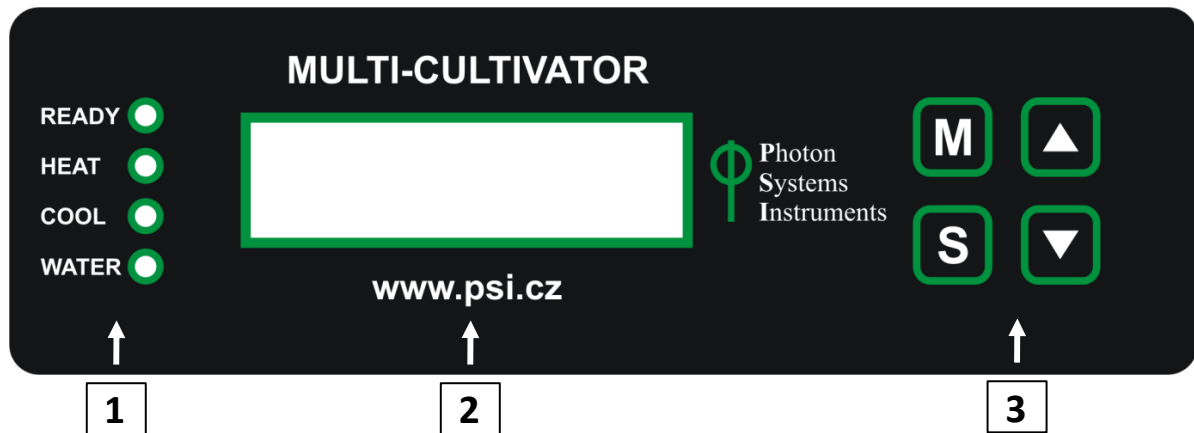 MULTI-CULTIVATOR
READY
HEAT
COOL
WATER
Photon
Systems
Instruments
www.psi.cz
M
S
1
2
3